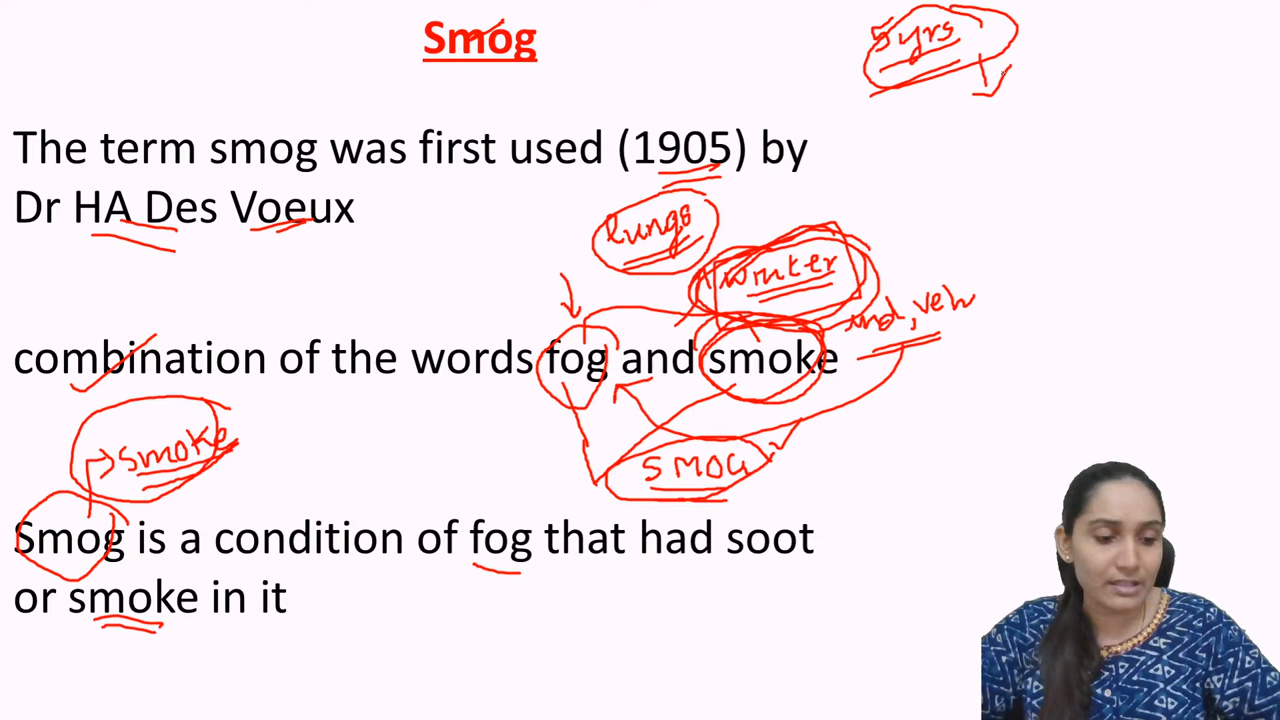 Smog
5 yrs
The term smog was first used (1905) by
Dr HA Des Voeux
lungs
winter
ind, veh
combination of the words fog and smoke
smoke
SMOG
Smog is a condition of fog that had soot
or smoke in it